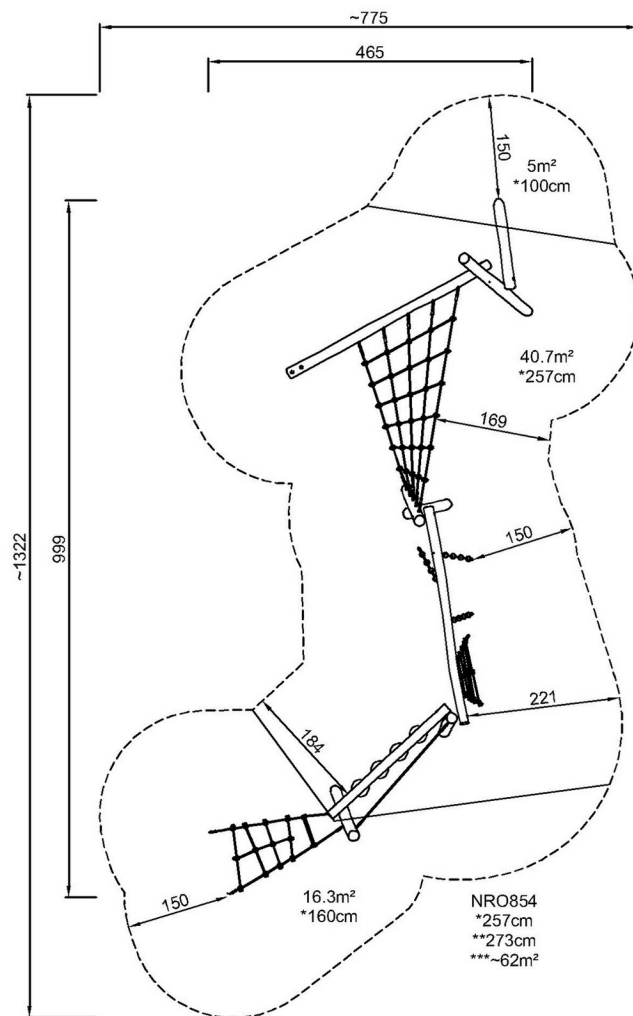 ~775
465
150
5m²
*100cm
40.7m²
*257cm
169
~1322
999
150
221
184
150
16.3m²
*160cm
NRO854
*257cm
**273cm
***~62m²